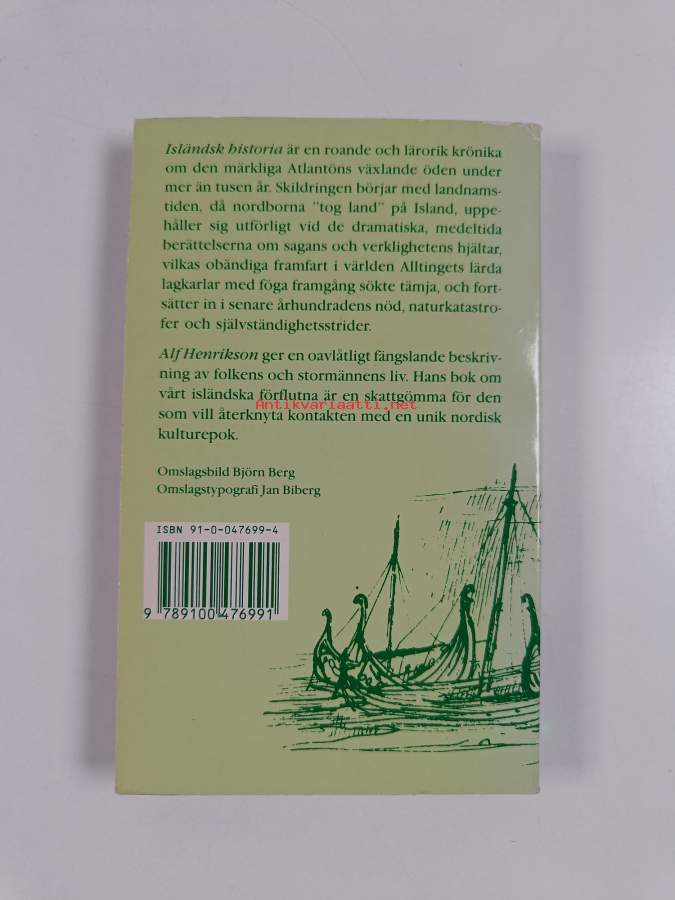 Isländsk historia är en roande och lärorik krönika
om den märkliga Atlantöns växlande öden under
mer än tusen år. Skildringen börjar med landnams-
tiden, då nordborna "tog land" på Island, uppe-
håller sig utförligt vid de dramatiska, medeltida
berättelserna om sagans och verklighetens hjältar,
vilkas obändiga framfart i världen Alltingets lärda
lagkarlar med föga framgång sökte tämja, och fort-
sätter in i senare århundradens nöd, naturkatastro-
fer och självständighetsstrider.
Alf Henrikson ger en oavlåtligt fängslande beskriv-
ning av folkens och stormännens liv. Hans bok om
vårt isländska förflutna är en skattgömma för den
Antikvariaatti.net
som vill återknyta kontakten med en unik nordisk
kulturepok.
Omslagsbild Björn Berg
Omslagstypografi Jan Biberg
ISBN 91-0-047699-4
9 789100 476991